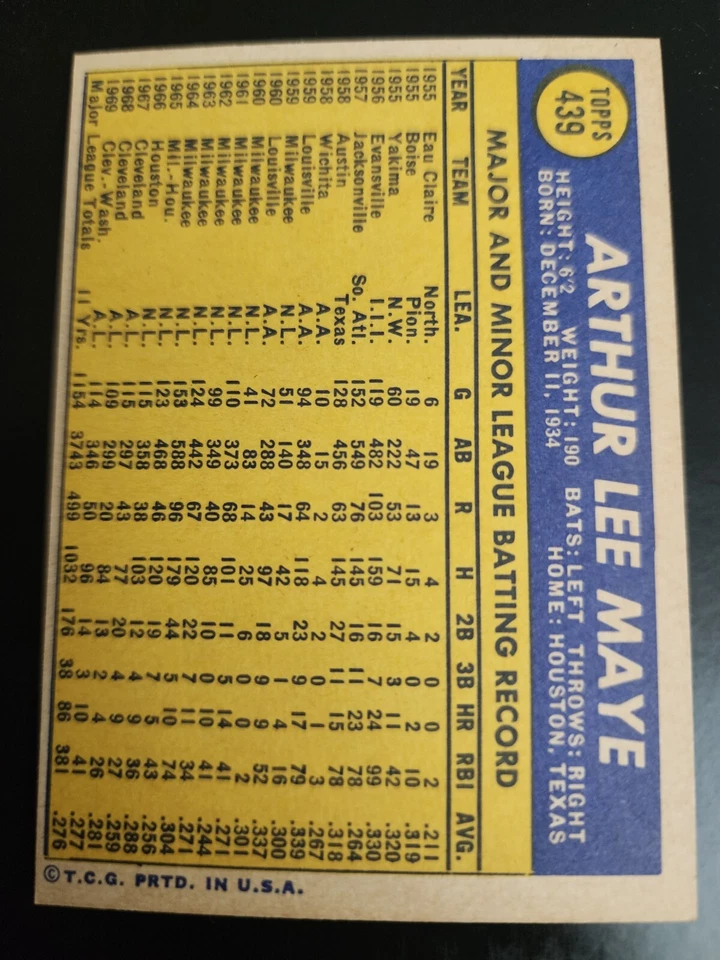 TOPPS
439
ARTHUR LEE MAYE
HEIGHT: 6'2 WEIGHT: 190 BATS: LEFT THROWS: RIGHT
BORN: DECEMBER 11, 1934 HOME: HOUSTON, TEXAS
MAJOR AND MINOR LEAGUE BATTING RECORD
YEAR TEAM LEA. G AB R H 2B 3B HR RBI AVG.
1955 Eau Claire North. 6 19 3 4 2 0 0 2 .211
1955 Boise Pion. 19 47 13 15 4 0 2 10 .319
1955 Yakima N.W. 60 222 53 71 15 3 11 42 .320
1956 Evansville I.I.I. 119 482 103 159 16 7 24 99 .330
1957 Jacksonville So. Atl. 152 549 76 145 16 11 23 78 .264
1958 Austin Texas 128 456 63 145 27 11 15 78 .318
1958 Wichita A.A. 10 15 2 4 2 0 1 3 .267
1959 Louisville A.A. 94 348 64 118 23 9 17 79 .339
1959 Milwaukee N.L. 51 140 17 42 5 1 4 16 .300
1960 Louisville A.A. 72 288 43 97 18 9 9 52 .337
1960 Milwaukee N.L. 41 83 14 25 6 0 0 2 .301
1961 Milwaukee N.L. 110 373 68 101 11 5 14 41 .271
1962 Milwaukee N.L. 99 349 40 85 10 0 10 41 .244
1963 Milwaukee N.L. 124 442 67 120 22 7 11 34 .271
1964 Milwaukee N.L. 153 588 96 179 44 5 10 74 .304
1965 Mil.-Hou. N.L. 123 468 46 120 19 7 5 43 .256
1966 Houston N.L. 115 358 38 103 12 4 9 36 .288
1967 Cleveland A.L. 115 297 43 77 20 4 9 27 .259
1968 Cleveland A.L. 109 299 20 84 13 2 4 26 .281
1969 Clev.-Wash. A.L. 114 346 50 96 14 3 10 41 .277
Major League Totals 11 Yrs. 1154 3743 499 1032 176 38 86 381 .276
© T.C.G. PRTD. IN U.S.A.